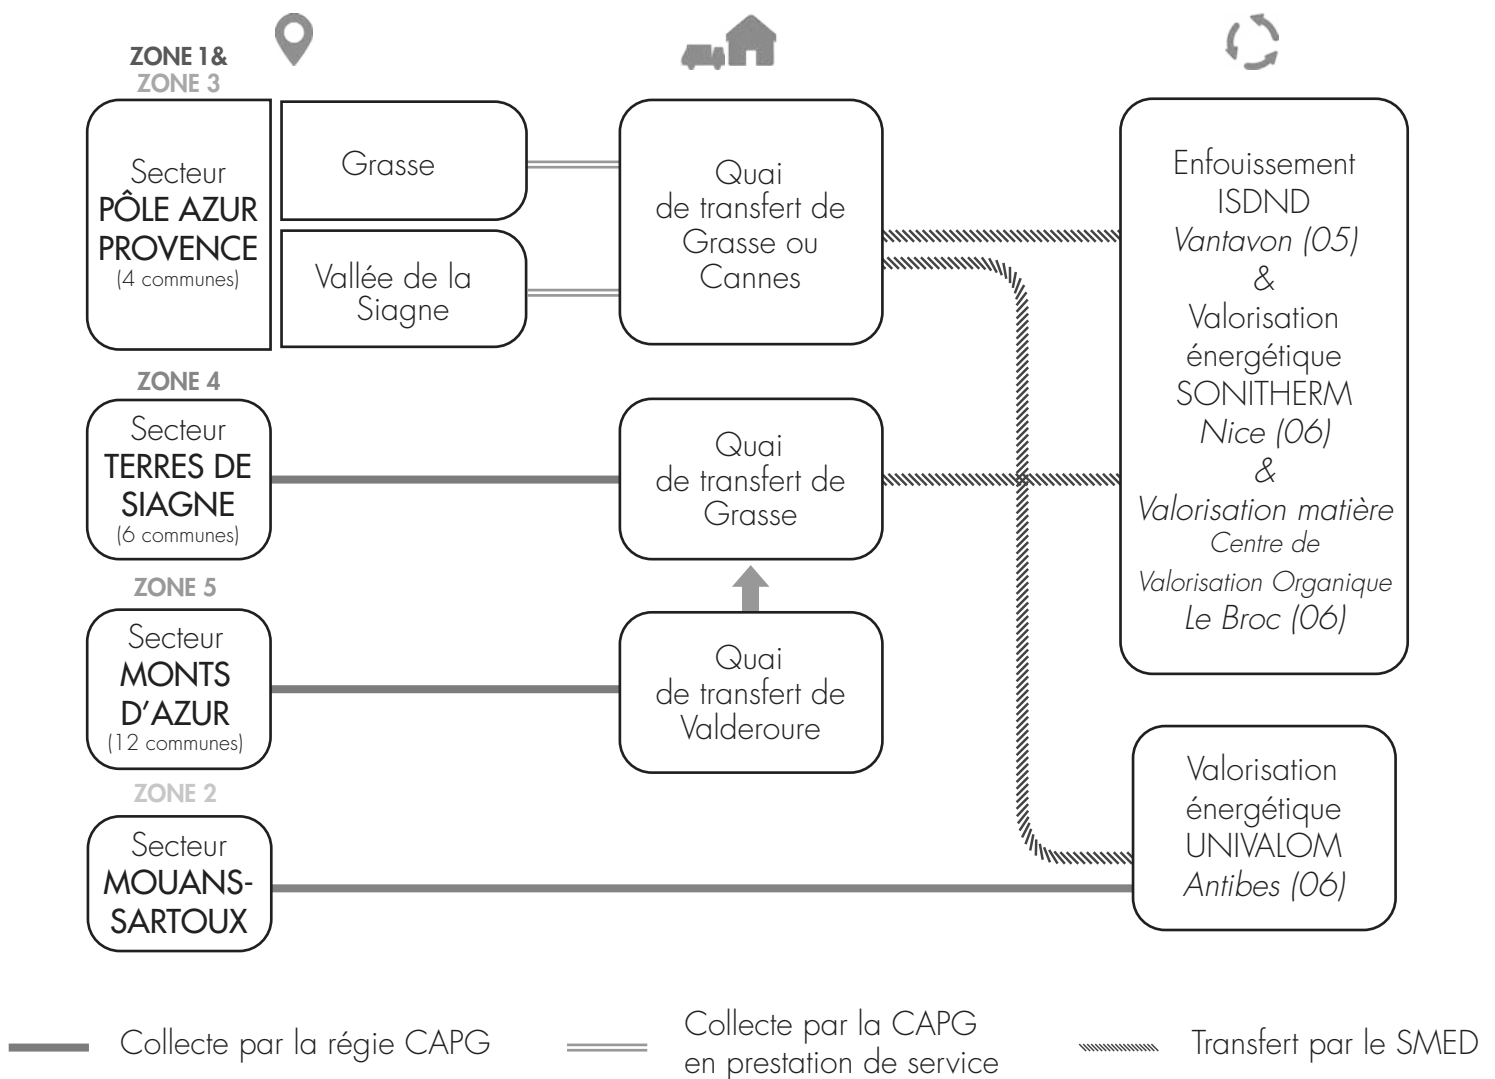 ZONE 1&
ZONE 3
Secteur
PÔLE AZUR
PROVENCE
(4 communes)
Grasse
Vallée de la
Siagne
Quai
de transfert de
Grasse ou
Cannes
Enfouissement
ISDND
Vantavon (05)
&
Valorisation
énergétique
SONITHERM
Nice (06)
&
Valorisation matière
Centre de
Valorisation Organique
Le Broc (06)
ZONE 4
Secteur
TERRES DE
SIAGNE
(6 communes)
Quai
de transfert de
Grasse
ZONE 5
Secteur
MONTS
D’AZUR
(12 communes)
Quai
de transfert de
Valderoure
ZONE 2
Secteur
MOUANS-
SARTOUX
Valorisation
énergétique
UNIVALOM
Antibes (06)
Collecte par la régie CAPG
Collecte par la CAPG
en prestation de service
Transfert par le SMED